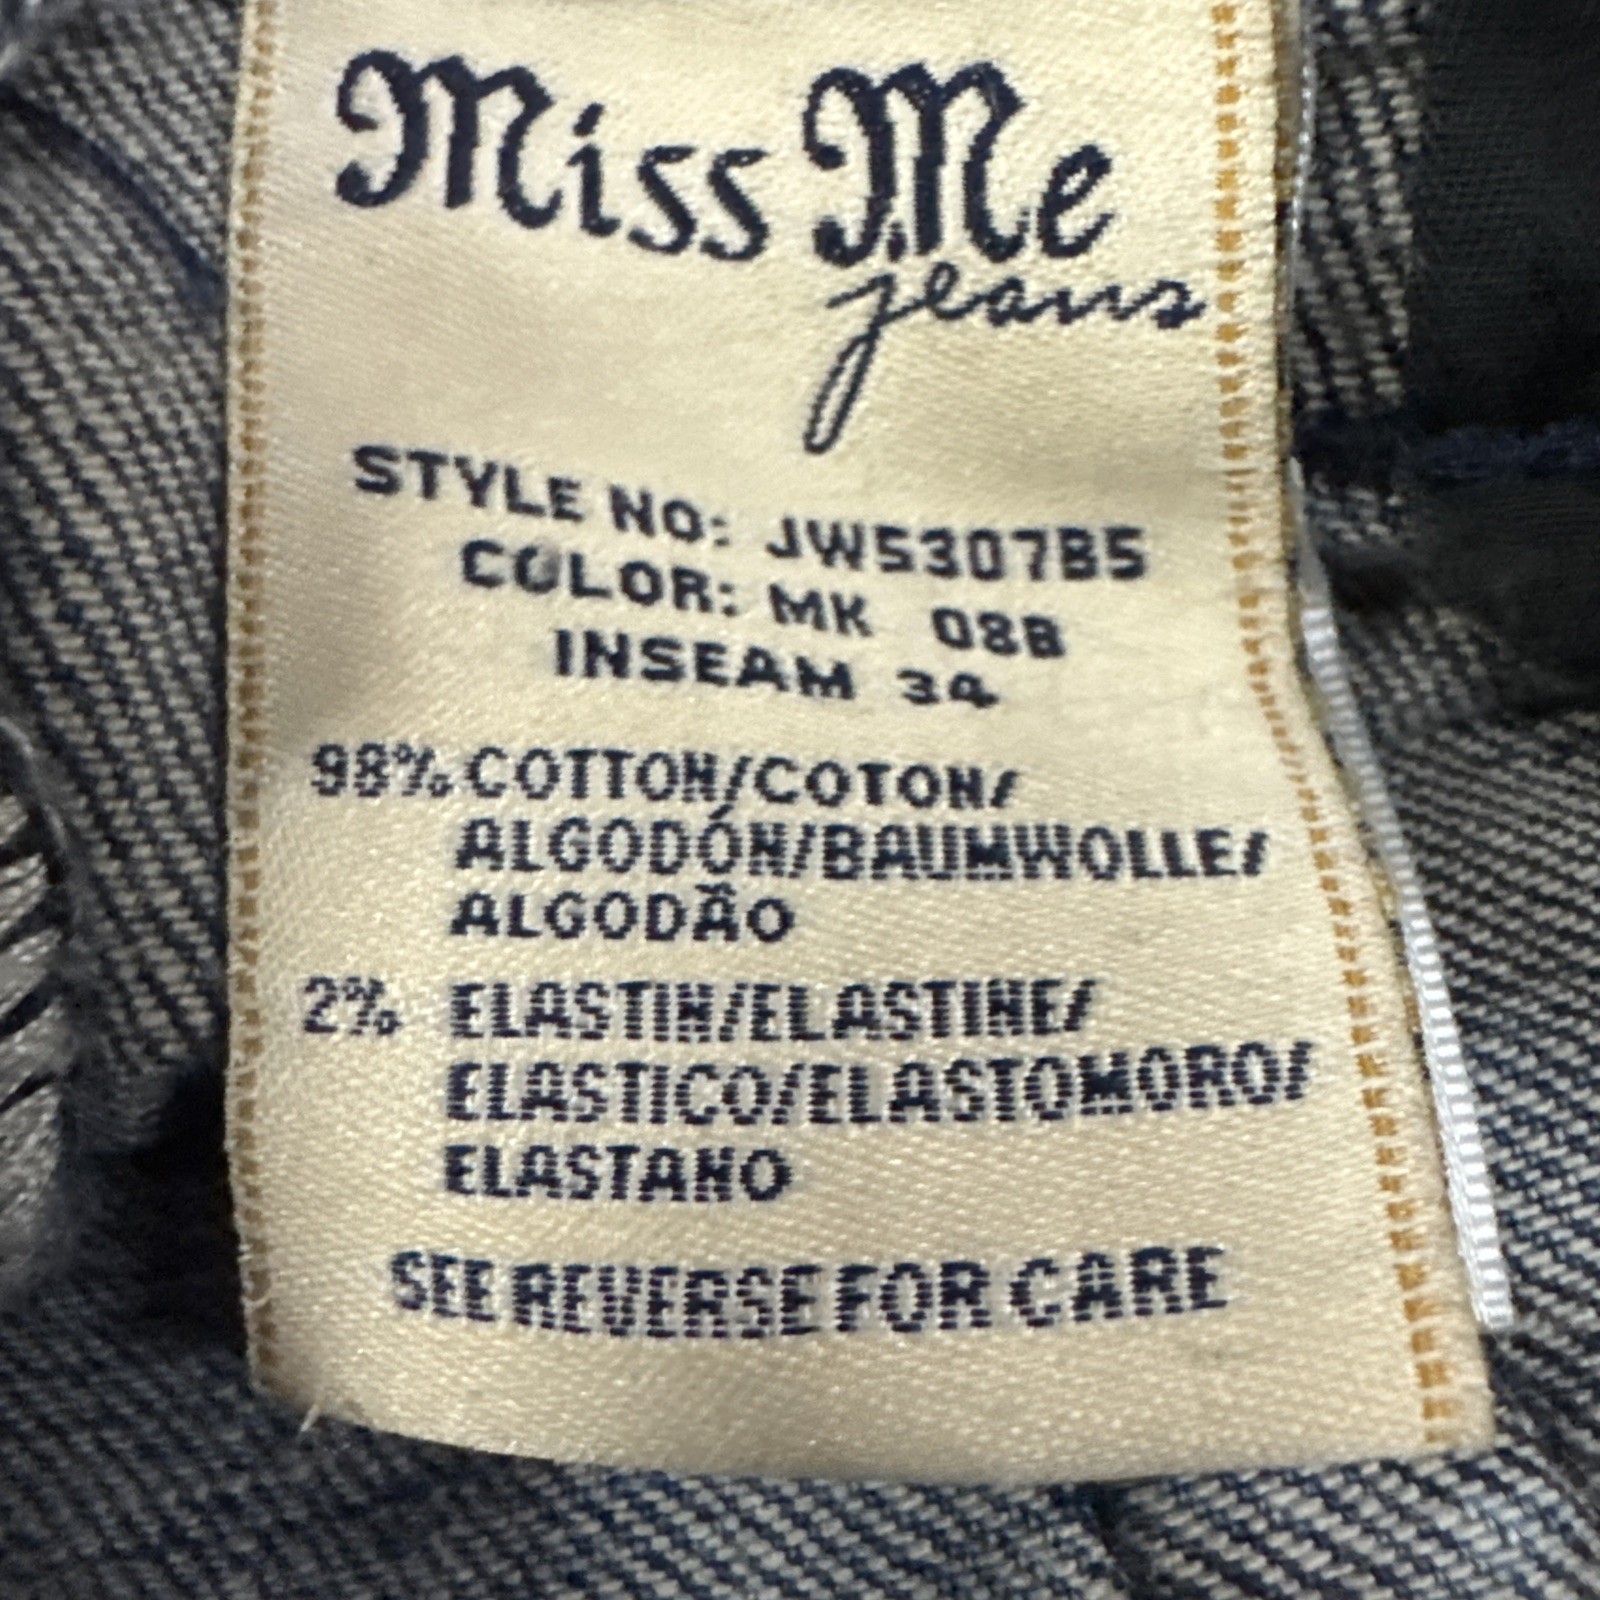 Miss Me
jeans
STYLE NO: JW5307B5
COLOR: MK 08B
INSEAM 34
98% COTTON/COTON/
ALGODÓN/BAUMWOLLE/
ALGODÃO
2% ELASTIN/ELASTINE/
ELASTICO/ELASTOMORO/
ELASTANO
SEE REVERSE FOR CARE